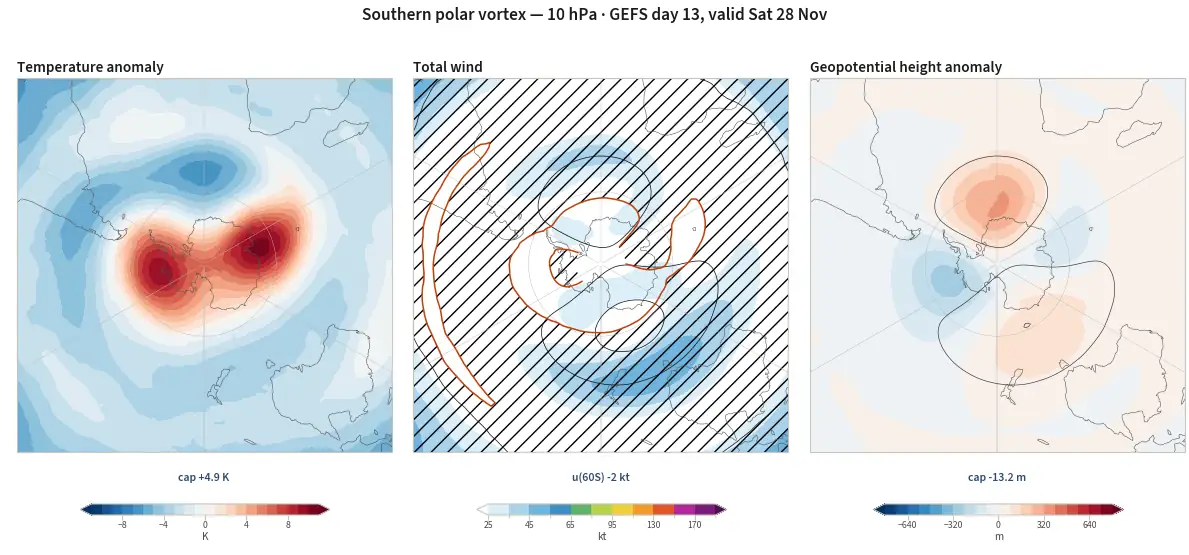 Southern polar vortex — 10 hPa · GEFS day 13, valid Sat 28 Nov
Temperature anomaly
Total wind
Geopotential height anomaly
cap +4.9 K
u(60S) -2 kt
cap -13.2 m
−8 −4 0 4 8
K
25 45 65 95 130 170
kt
−640 −320 0 320 640
m